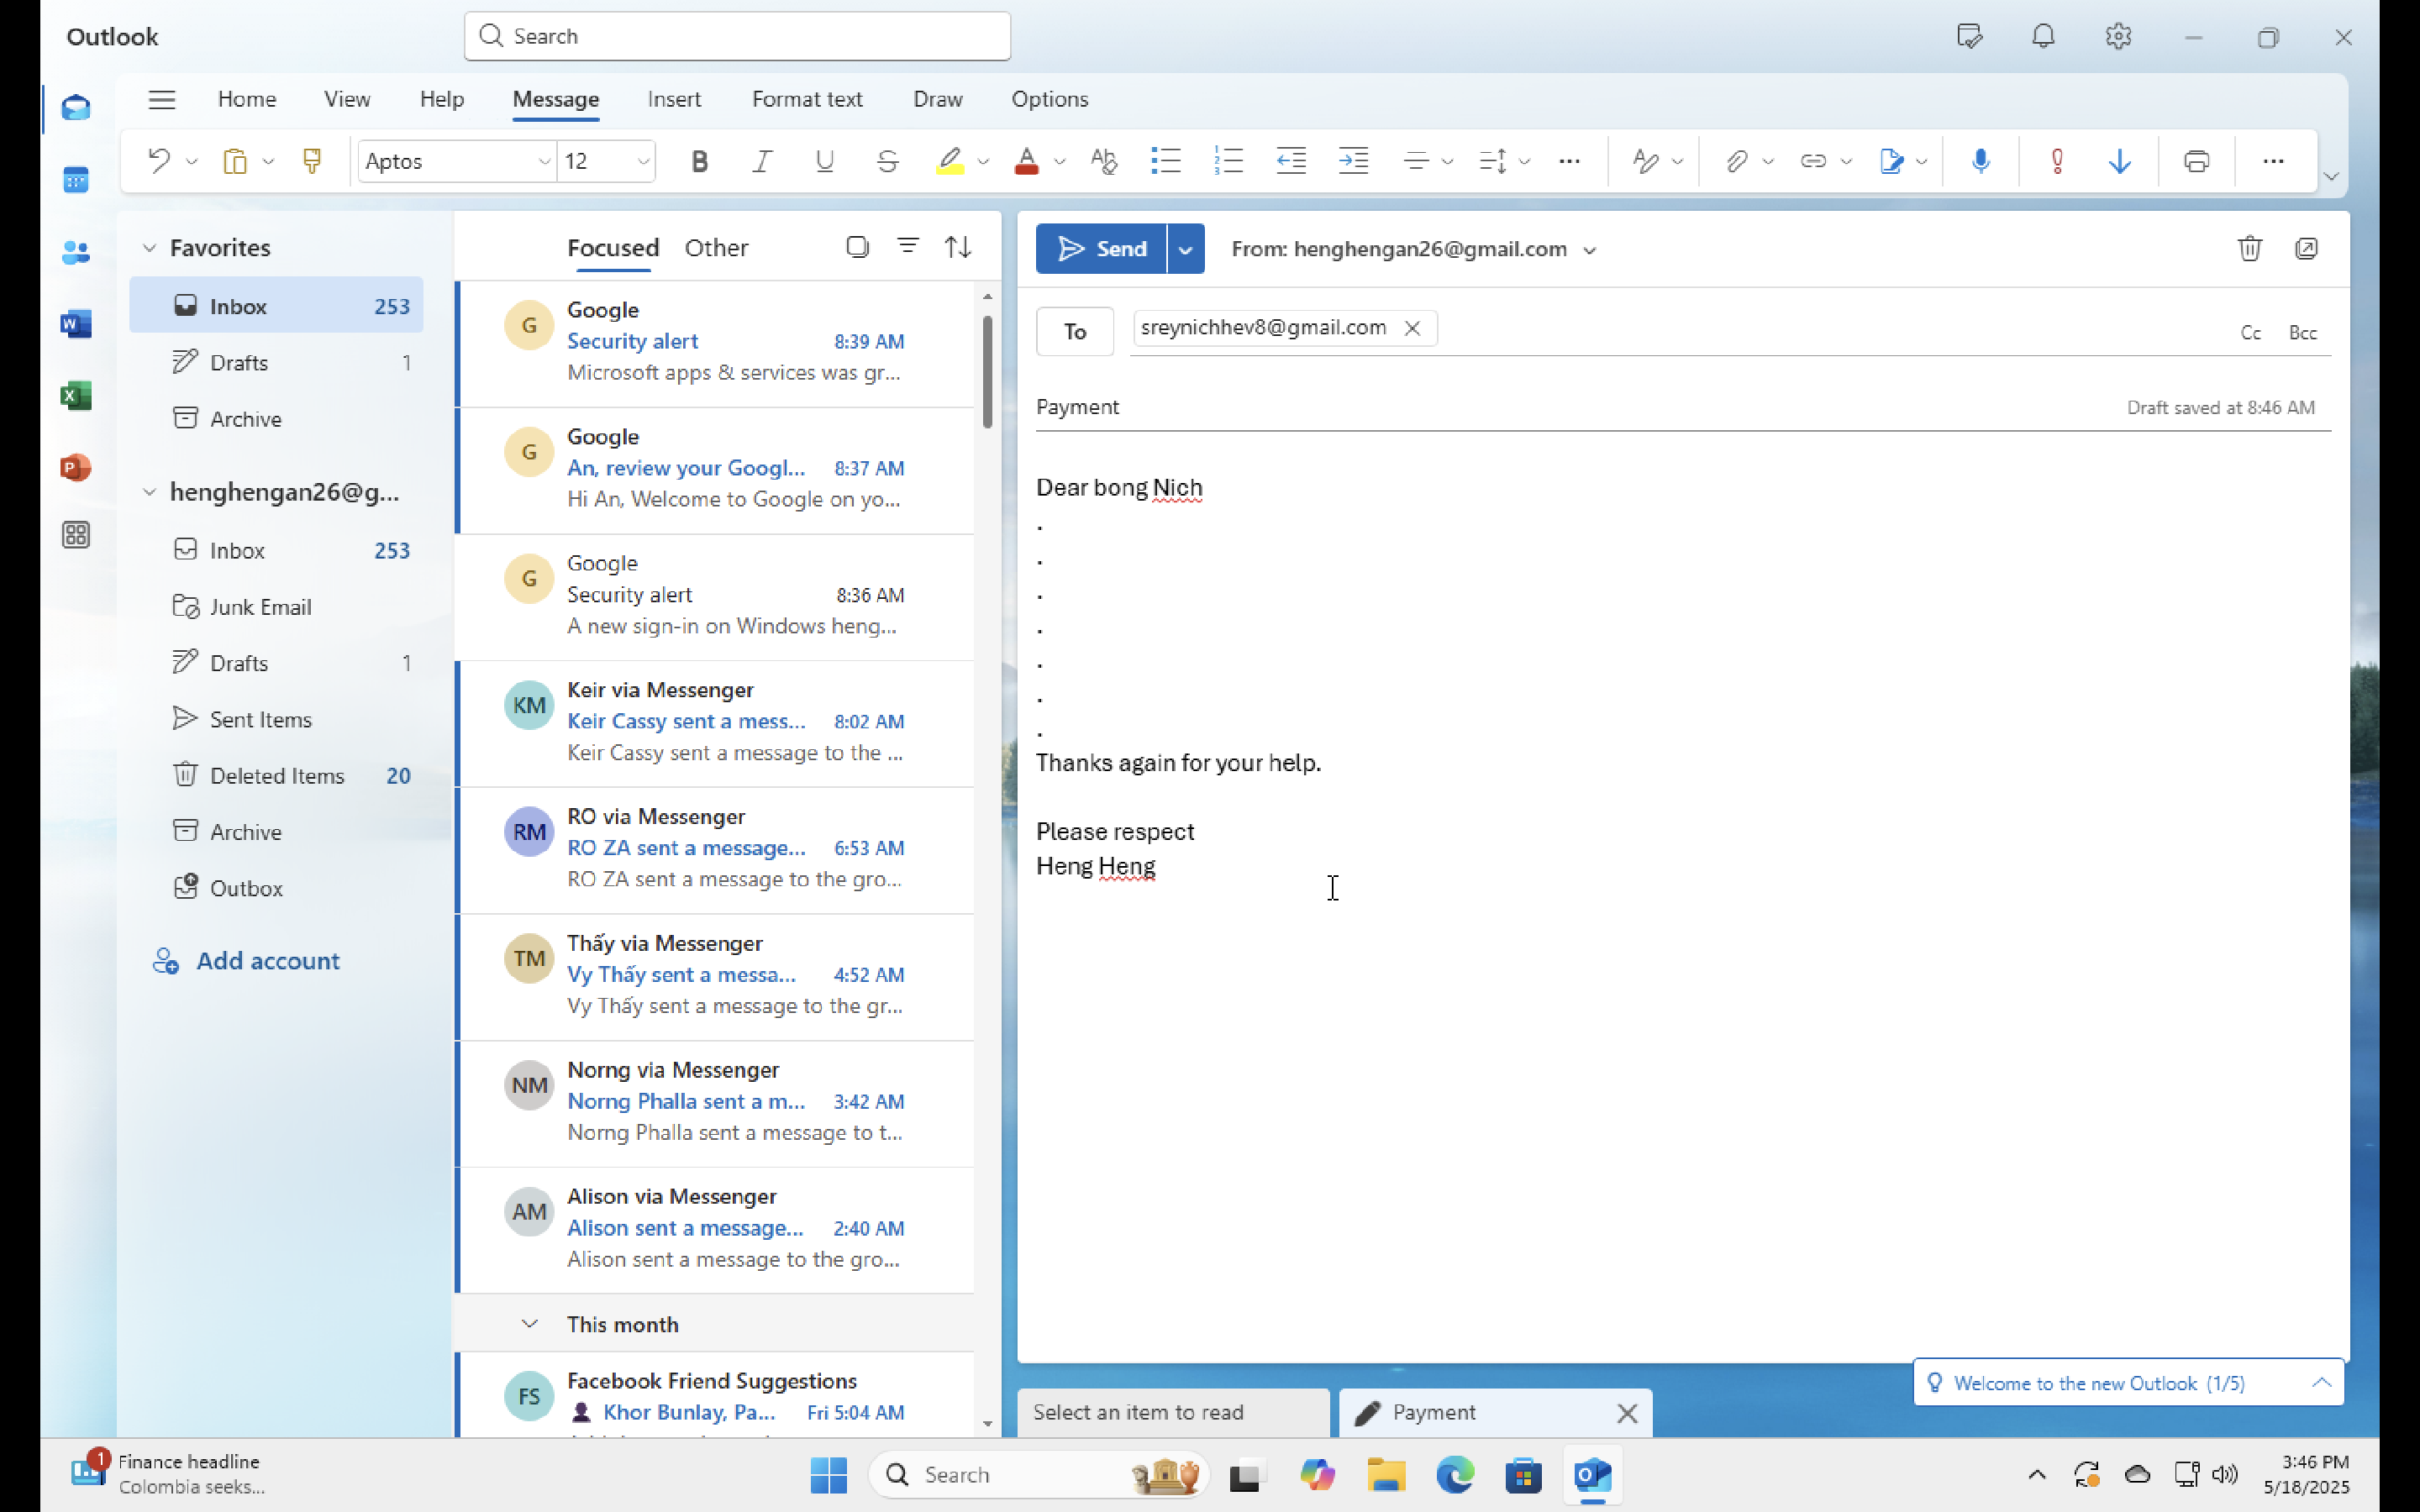 Outlook
Search
Home View Help Message Insert Format text Draw Options
Aptos 12
Favorites
Inbox 253
Drafts 1
Archive
henghengan26@g...
Inbox 253
Junk Email
Drafts 1
Sent Items
Deleted Items 20
Archive
Outbox
Add account
Focused Other
G Google
Security alert 8:39 AM
Microsoft apps & services was gr...
G Google
An, review your Googl... 8:37 AM
Hi An, Welcome to Google on yo...
G Google
Security alert 8:36 AM
A new sign-in on Windows heng...
KM Keir via Messenger
Keir Cassy sent a mess... 8:02 AM
Keir Cassy sent a message to the ...
RM RO via Messenger
RO ZA sent a message... 6:53 AM
RO ZA sent a message to the gro...
TM Thấy via Messenger
Vy Thấy sent a messa... 4:52 AM
Vy Thấy sent a message to the gr...
NM Norng via Messenger
Norng Phalla sent a m... 3:42 AM
Norng Phalla sent a message to t...
AM Alison via Messenger
Alison sent a message... 2:40 AM
Alison sent a message to the gro...
This month
FS Facebook Friend Suggestions
Khor Bunlay, Pa... Fri 5:04 AM
Send From: henghengan26@gmail.com
To sreynichhev8@gmail.com Cc Bcc
Payment Draft saved at 8:46 AM
Dear bong Nich
.
.
.
.
.
.
.
Thanks again for your help.
Please respect
Heng Heng
Welcome to the new Outlook (1/5)
Select an item to read Payment
1 Finance headline
Colombia seeks...
Search
3:46 PM
5/18/2025